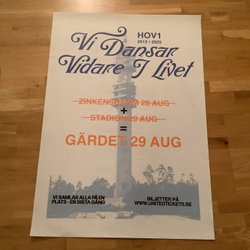 HOV1
2015 • 2025
Vi Dansar
Vidare I Livet
ZINKENSDAMM 28 AUG
+
STADION 29 AUG
=
GÄRDET 29 AUG
VI SAMLAR ALLA PÅ EN
PLATS - EN SISTA GÅNG
BILJETTER PÅ
WWW.UNITEDTICKETS.SE